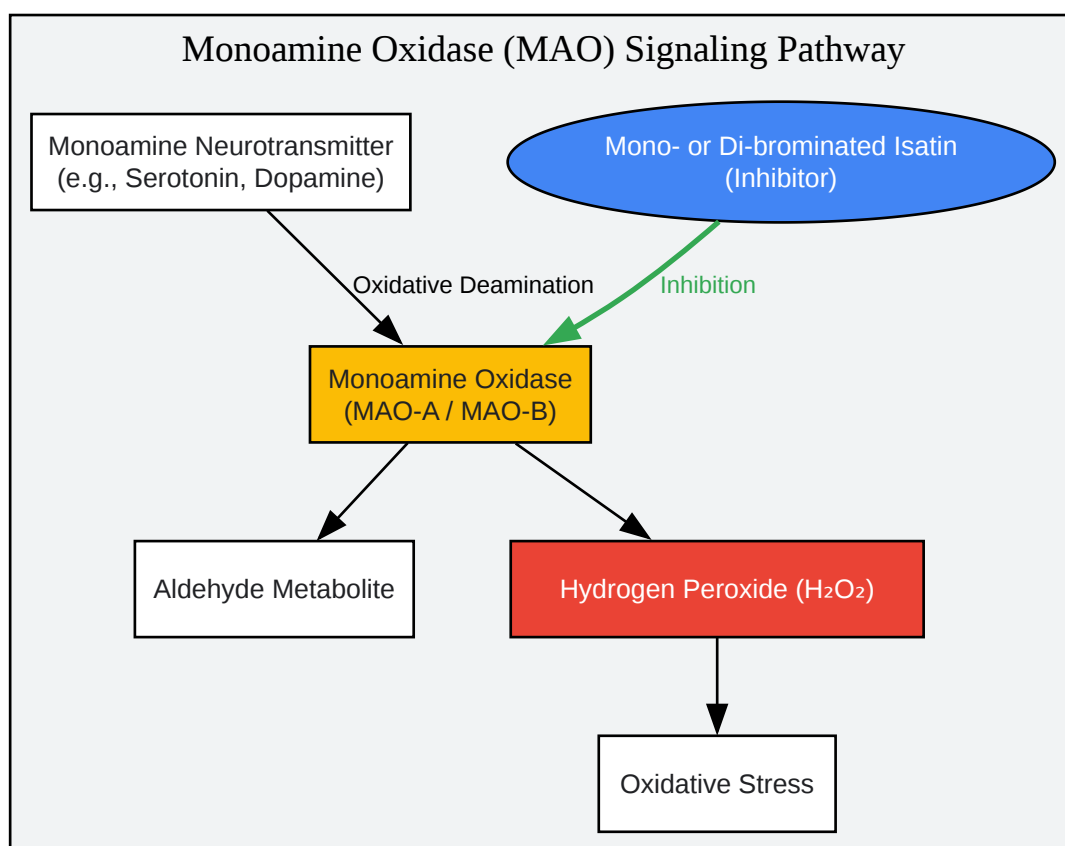 Monoamine Oxidase (MAO) Signaling Pathway
Monoamine Neurotransmitter
(e.g., Serotonin, Dopamine)
Mono- or Di-brominated Isatin
(Inhibitor)
Oxidative Deamination
Inhibition
Monoamine Oxidase
(MAO-A / MAO-B)
Aldehyde Metabolite
Hydrogen Peroxide (H₂O₂)
Oxidative Stress